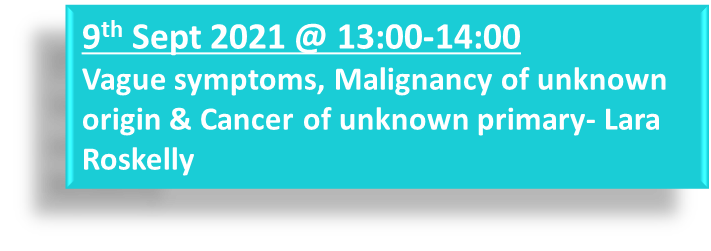 9th Sept 2021 @ 13:00-14:00
Vague symptoms, Malignancy of unknown
origin & Cancer of unknown primary- Lara
Roskelly